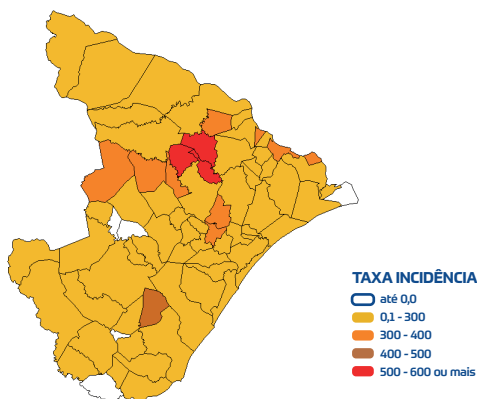 TAXA INCIDÊNCIA
até 0,0
0,1 - 300
300 - 400
400 - 500
500 - 600 ou mais